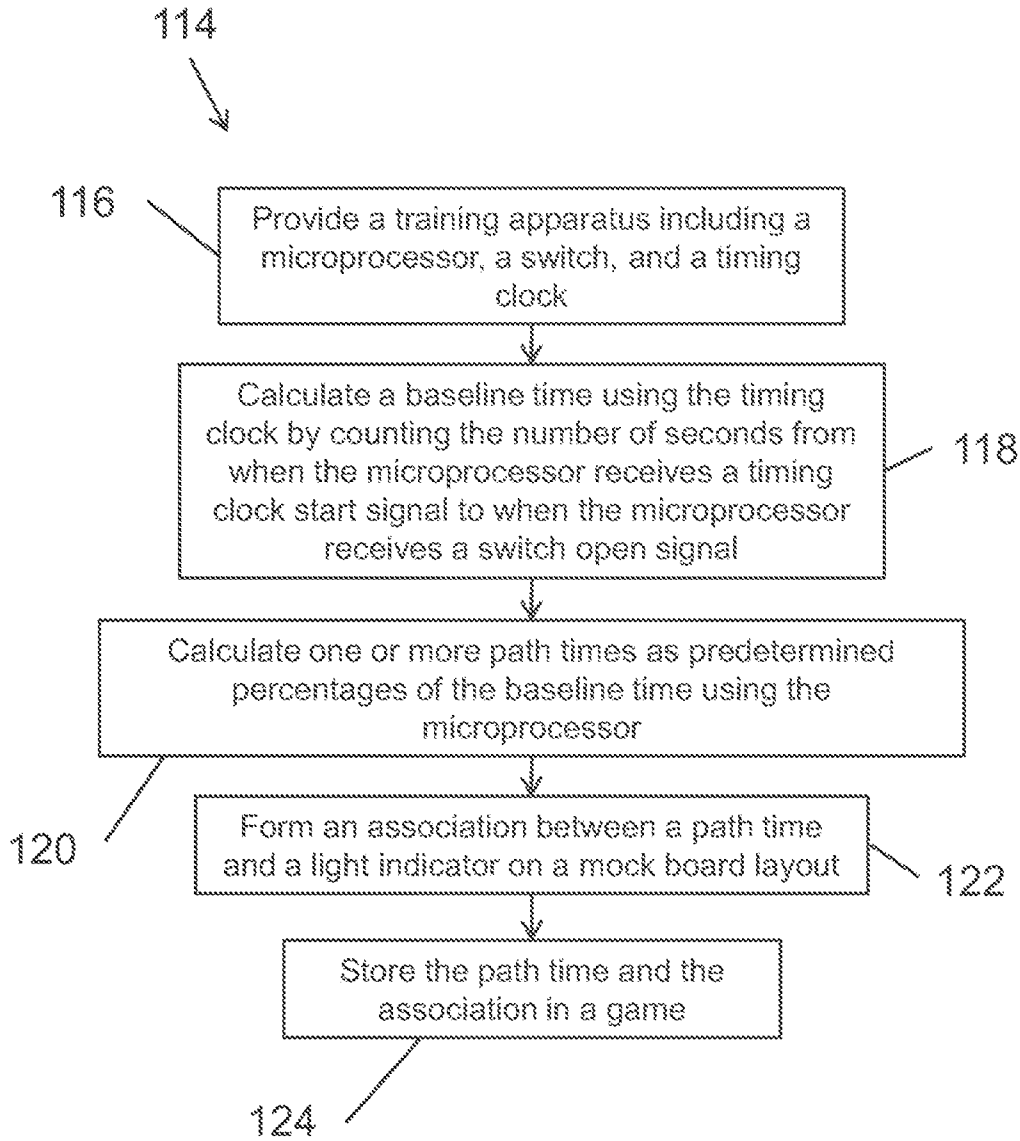 114
116
Provide a training apparatus including a
microprocessor, a switch, and a timing
clock
Calculate a baseline time using the timing
clock by counting the number of seconds from
when the microprocessor receives a timing
clock start signal to when the microprocessor
receives a switch open signal
118
Calculate one or more path times as predetermined
percentages of the baseline time using the
microprocessor
120
Form an association between a path time
and a light indicator on a mock board layout
122
Store the path time and the
association in a game
124